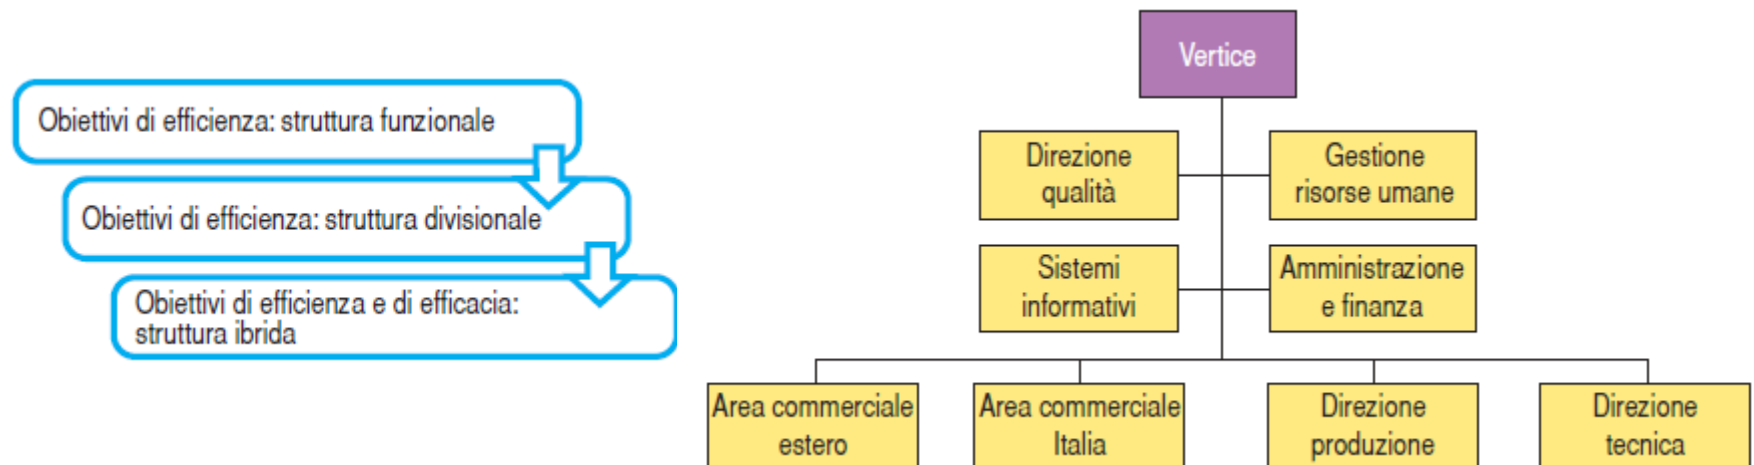 Obiettivi di efficienza: struttura funzionale
Obiettivi di efficienza: struttura divisionale
Obiettivi di efficienza e di efficacia:
struttura ibrida
Vertice
Direzione
qualità
Gestione
risorse umane
Sistemi
informativi
Amministrazione
e finanza
Area commerciale
estero
Area commerciale
Italia
Direzione
produzione
Direzione
tecnica